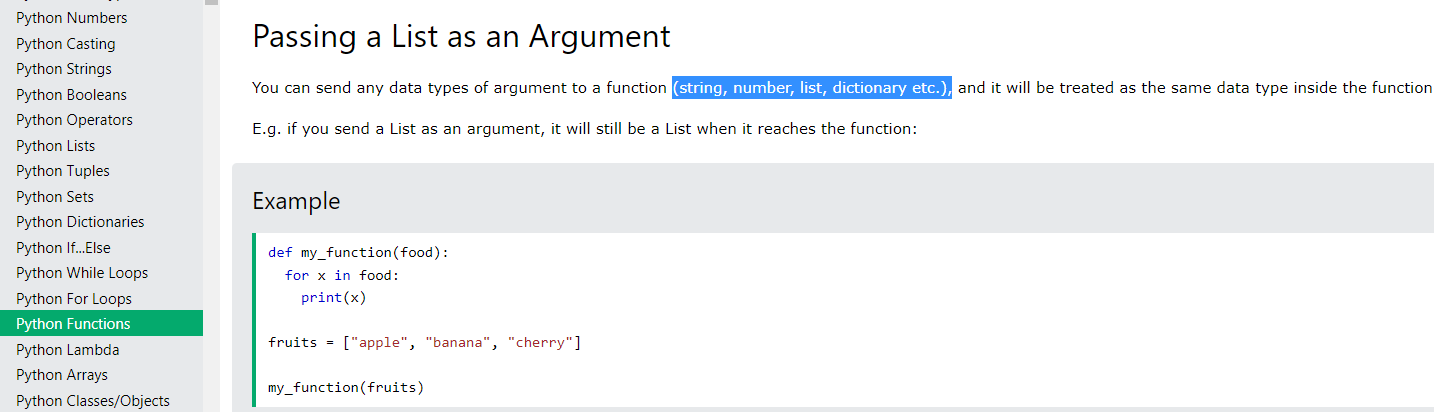 Python Numbers
Python Casting
Python Strings
Python Booleans
Python Operators
Python Lists
Python Tuples
Python Sets
Python Dictionaries
Python If...Else
Python While Loops
Python For Loops
Python Functions
Python Lambda
Python Arrays
Python Classes/Objects
Passing a List as an Argument
You can send any data types of argument to a function (string, number, list, dictionary etc.), and it will be treated as the same data type inside the function
E.g. if you send a List as an argument, it will still be a List when it reaches the function:
Example
def my_function(food):
  for x in food:
    print(x)
fruits = ["apple", "banana", "cherry"]
my_function(fruits)